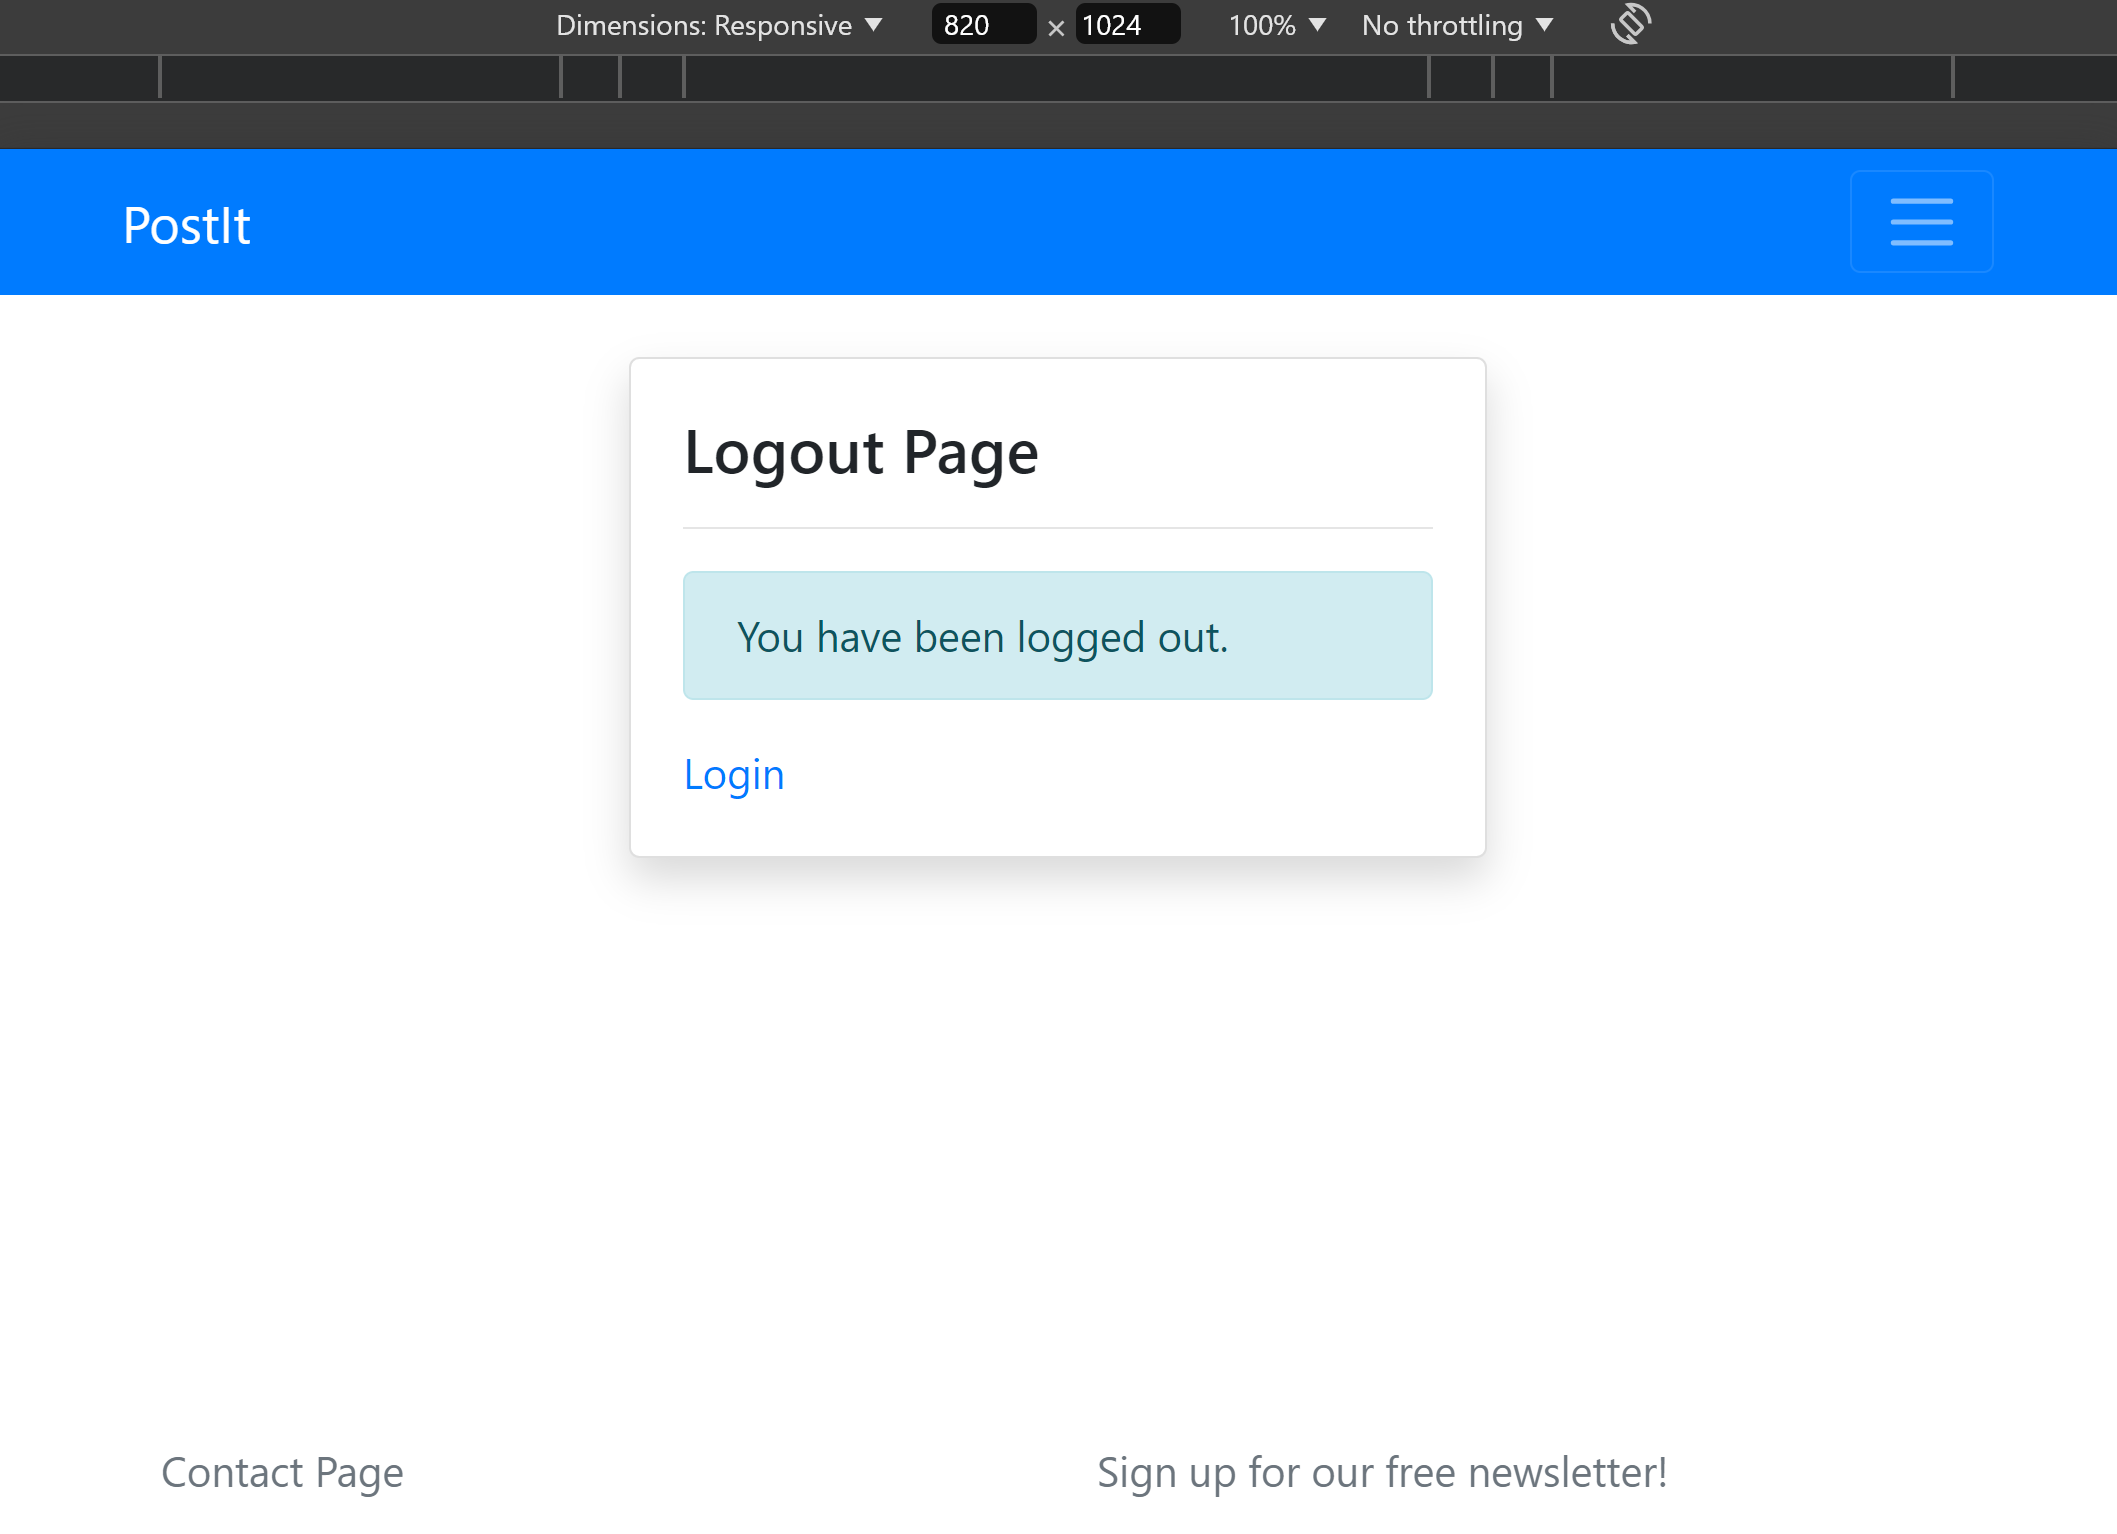 Dimensions: Responsive ▼ 820 × 1024 100% ▼ No throttling ▼
PostIt
Logout Page
You have been logged out.
Login
Contact Page Sign up for our free newsletter!